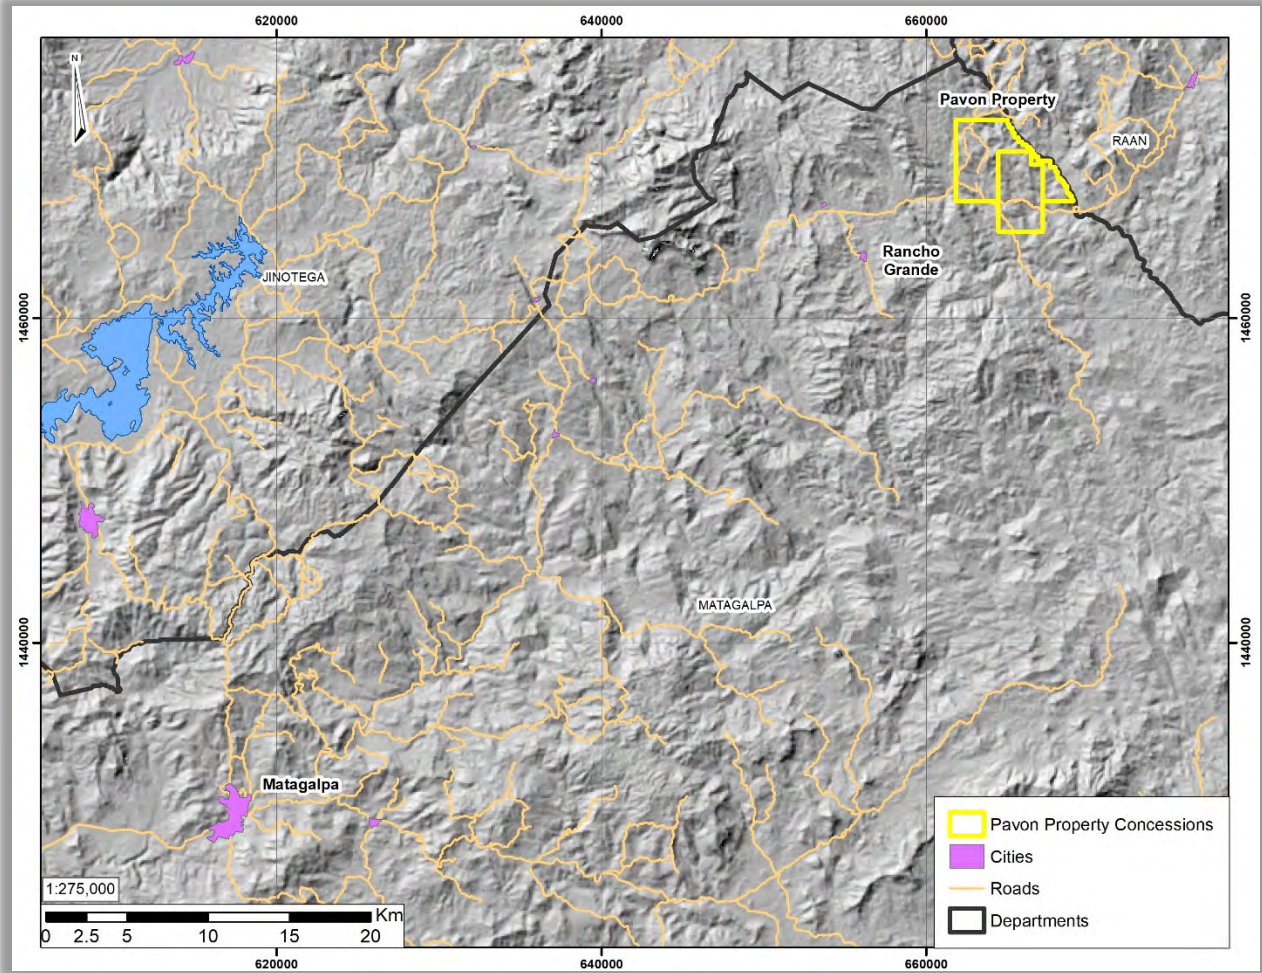 620000
640000
660000
N
Pavon Property
RAAN
Rancho
Grande
JINOTEGA
1460000
1460000
MATAGALPA
1440000
1440000
Matagalpa
Pavon Property Concessions
Cities
Roads
Departments
1:275,000
Km
0 2.5 5 10 15 20
620000
640000
660000